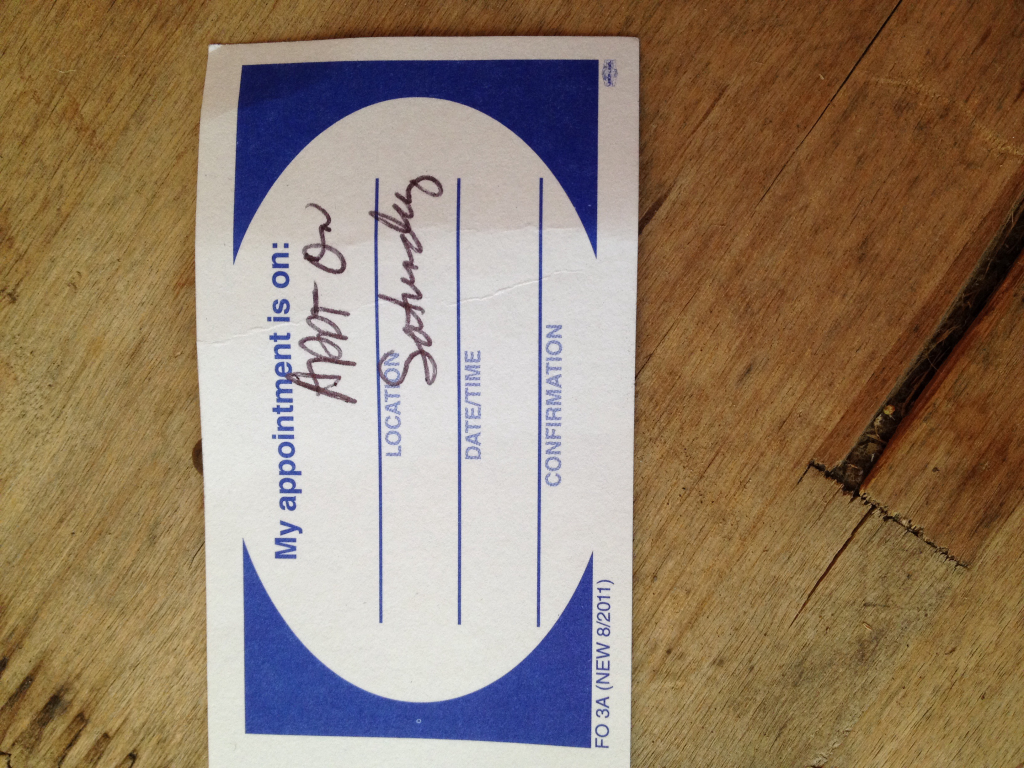 My appointment is on:
APPT On
LOCATION
Saturday
DATE/TIME
CONFIRMATION
FO 3A (NEW 8/2011)